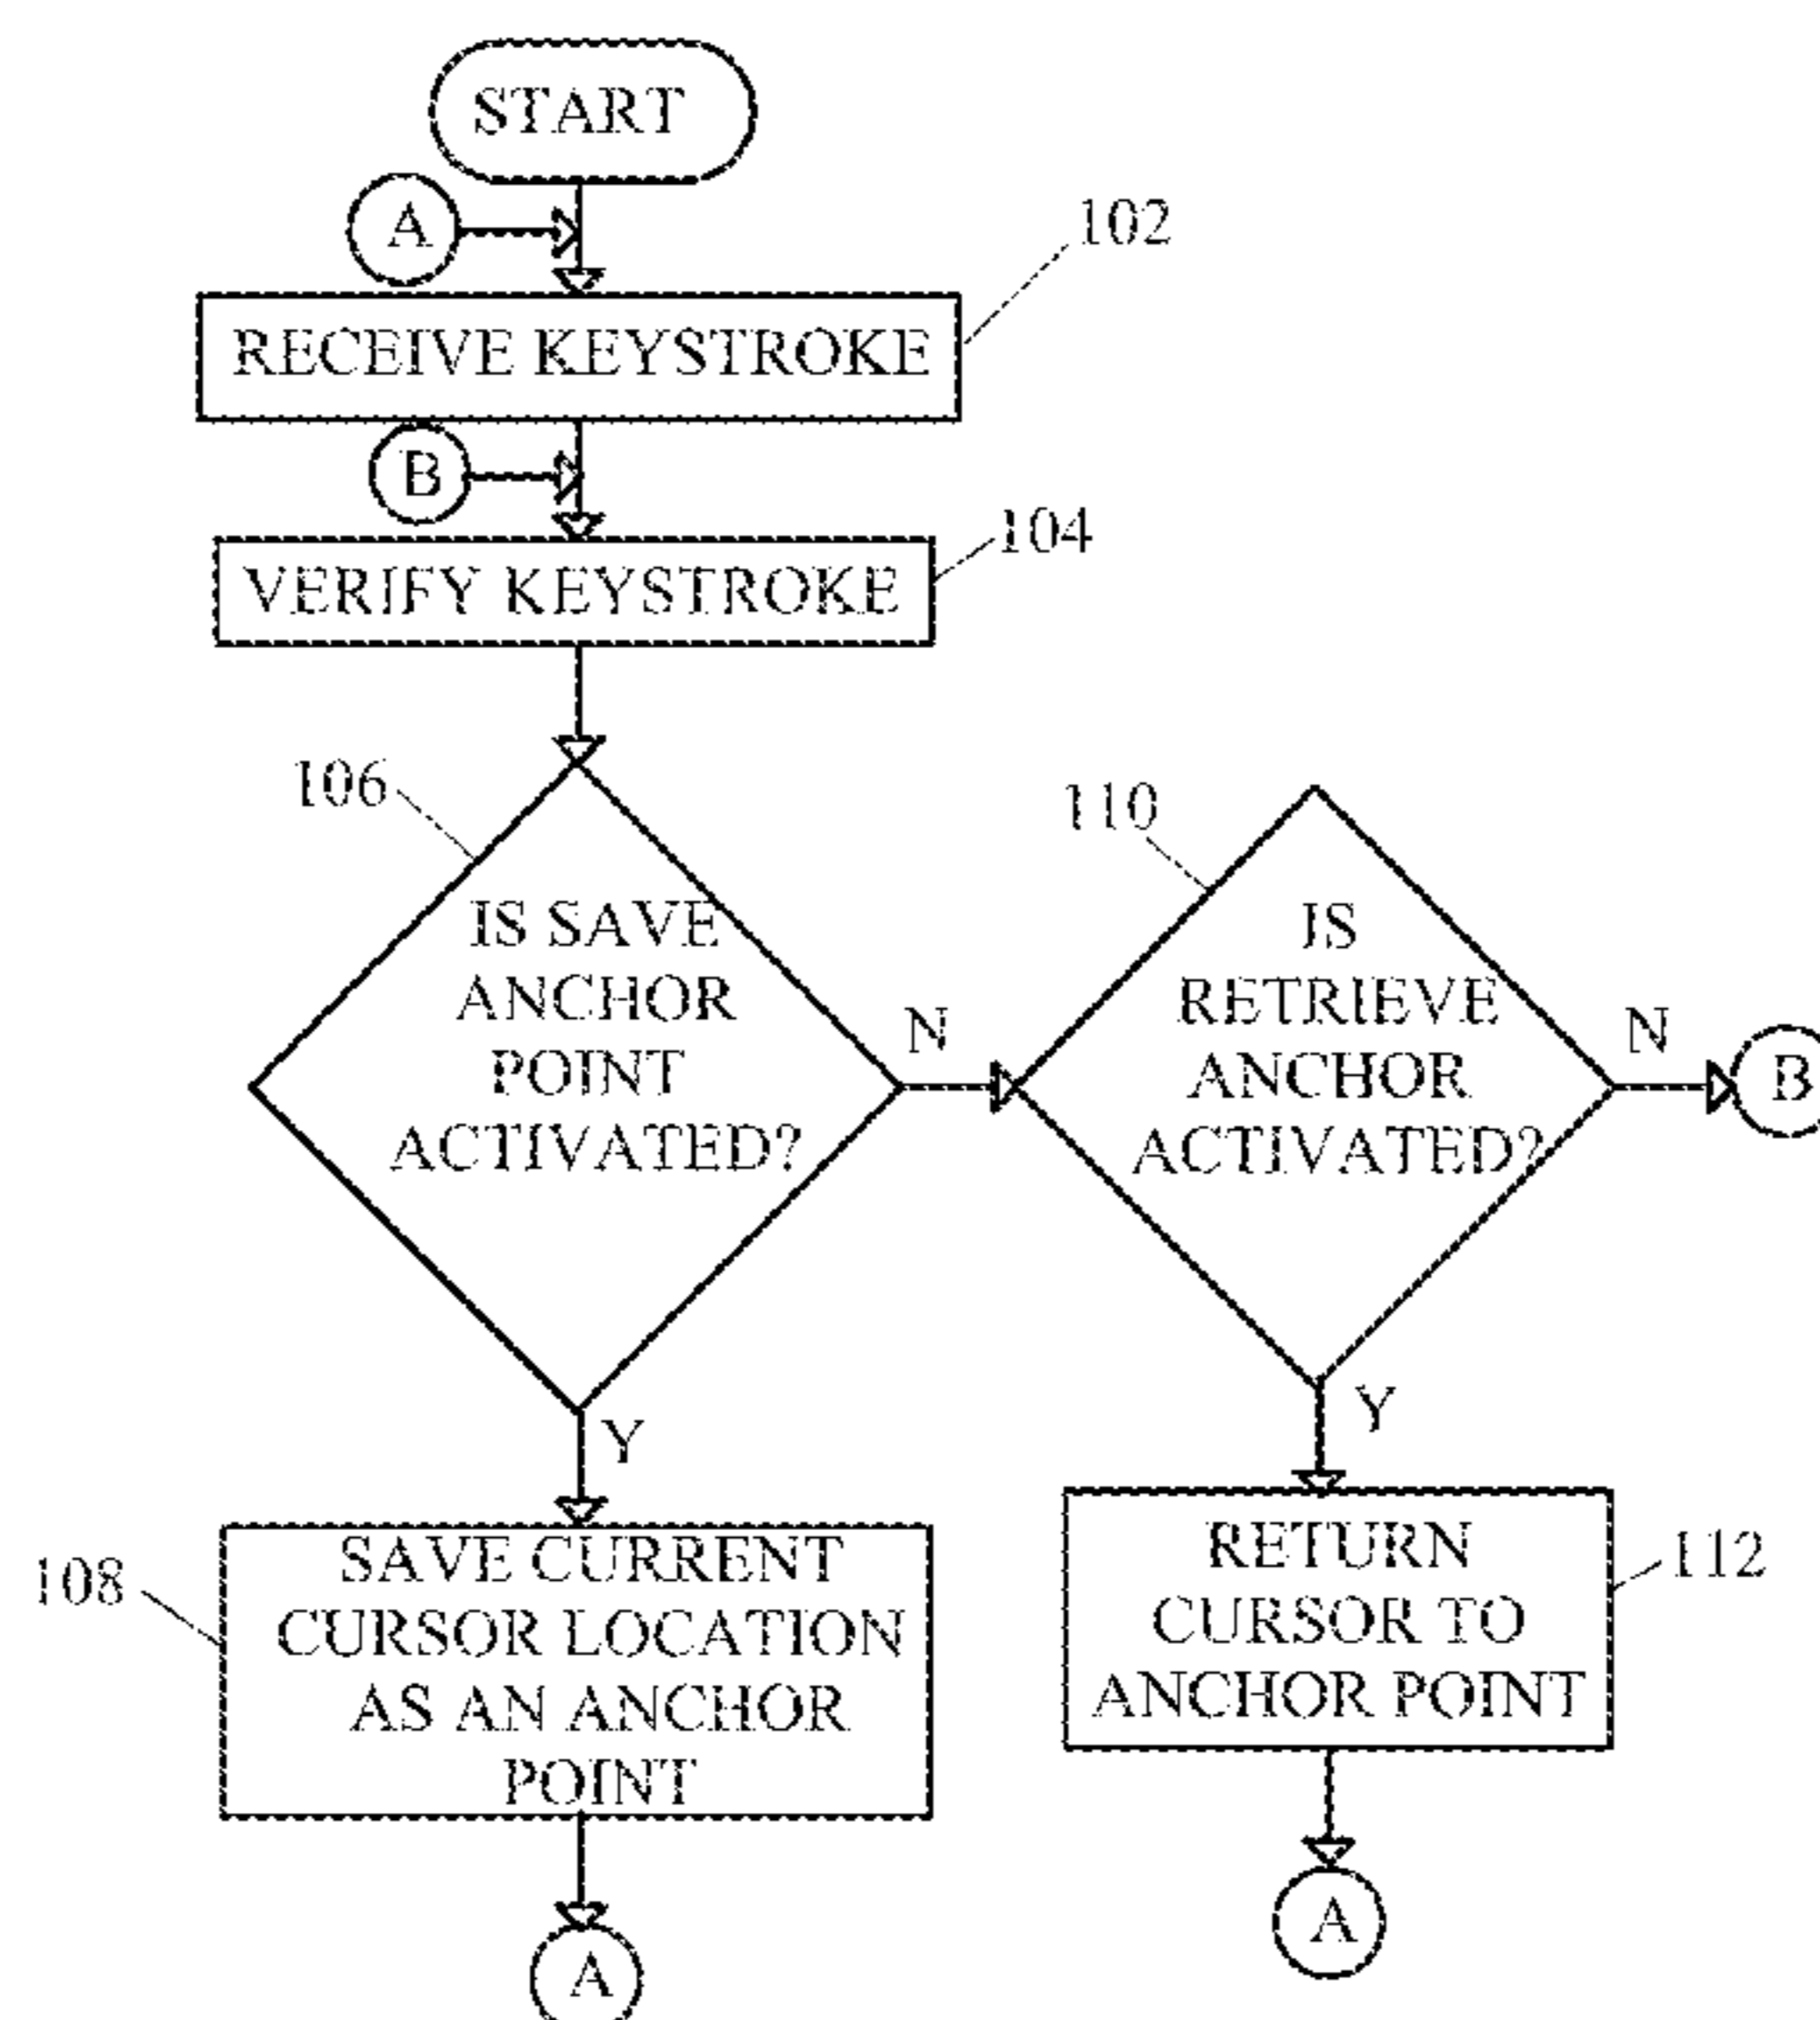 START
A
102
RECEIVE KEYSTROKE
B
104
VERIFY KEYSTROKE
106
IS SAVE
ANCHOR
POINT
ACTIVATED?
N
110
IS
RETRIEVE
ANCHOR
ACTIVATED?
N
B
Y
Y
108
SAVE CURRENT
CURSOR LOCATION
AS AN ANCHOR
POINT
RETURN
CURSOR TO
ANCHOR POINT
112
A
A